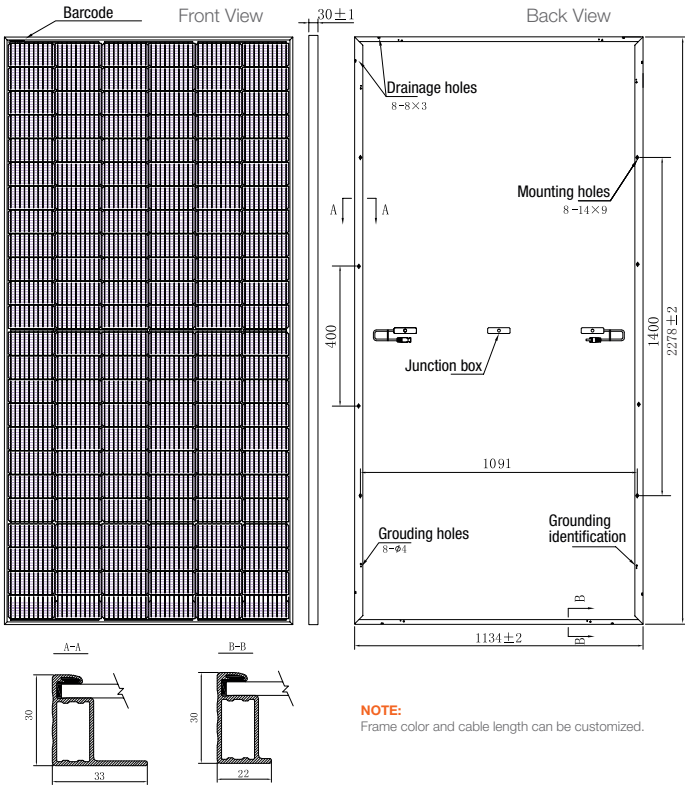 Barcode
Front View
30±1
Back View
Drainage holes
8-8×3
Mounting holes
8-14×9
A
A
400
1400
2278±2
Junction box
1091
Grouding holes
8-φ4
Grounding
identification
B
B
1134±2
A-A
B-B
30
33
30
22
NOTE:
Frame color and cable length can be customized.